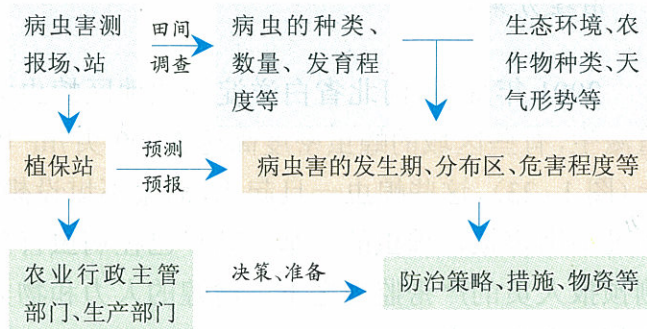 病虫害测
报场、站
田间
调查
病虫的种类、
数量、发育程
度等
生态环境、农
作物种类、天
气形势等
植保站
预测
预报
病虫害的发生期、分布区、危害程度等
农业行政主管
部门、生产部门
决策、准备
防治策略、措施、物资等